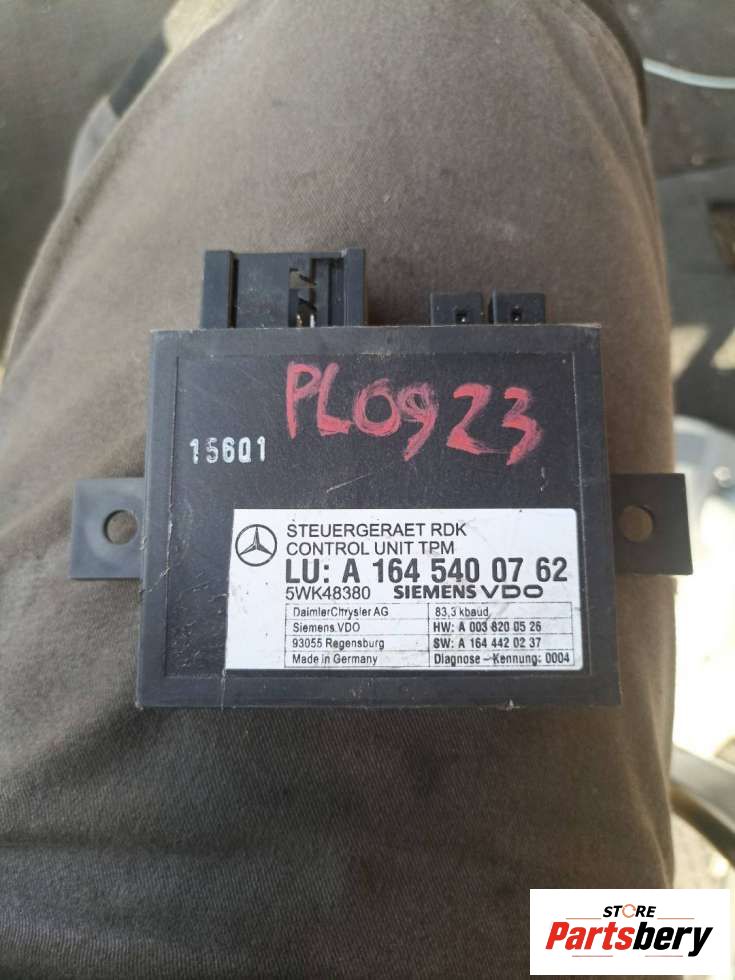 PL0923
15601
STEUERGERAET RDK
CONTROL UNIT TPM
LU: A 164 540 07 62
5WK48380 SIEMENS VDO
DaimlerChrysler AG
Siemens.VDO
93055 Regensburg
Made in Germany
83,3 kbaud
HW: A 003 820 05 26
SW: A 164 442 02 37
Diagnose - Kennung: 0004
STORE
Partsbery